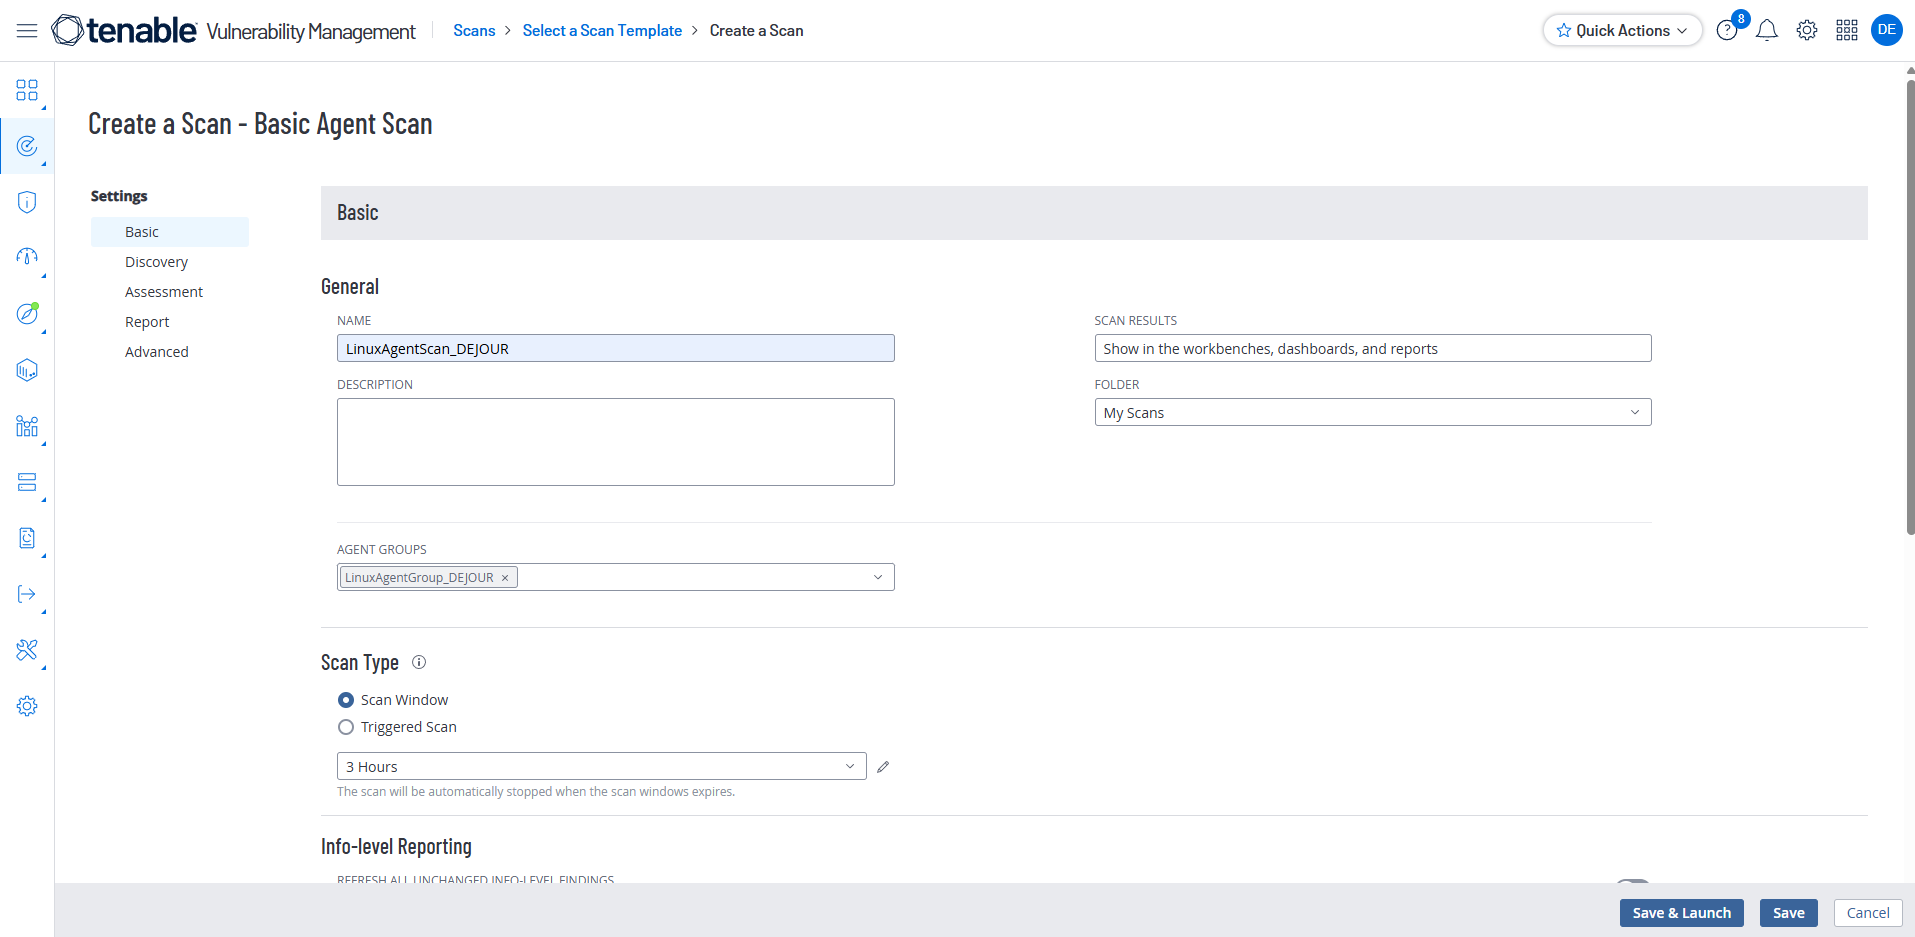 tenable Vulnerability Management
Scans > Select a Scan Template > Create a Scan
Quick Actions
8
DE
Create a Scan - Basic Agent Scan
Settings
Basic
Discovery
Assessment
Report
Advanced
Basic
General
NAME
LinuxAgentScan_DEJOUR
SCAN RESULTS
Show in the workbenches, dashboards, and reports
DESCRIPTION
FOLDER
My Scans
AGENT GROUPS
LinuxAgentGroup_DEJOUR ×
Scan Type
Scan Window
Triggered Scan
3 Hours
The scan will be automatically stopped when the scan windows expires.
Info-level Reporting
REFRESH ALL UNCHANGED INFO-LEVEL FINDINGS
Save & Launch
Save
Cancel